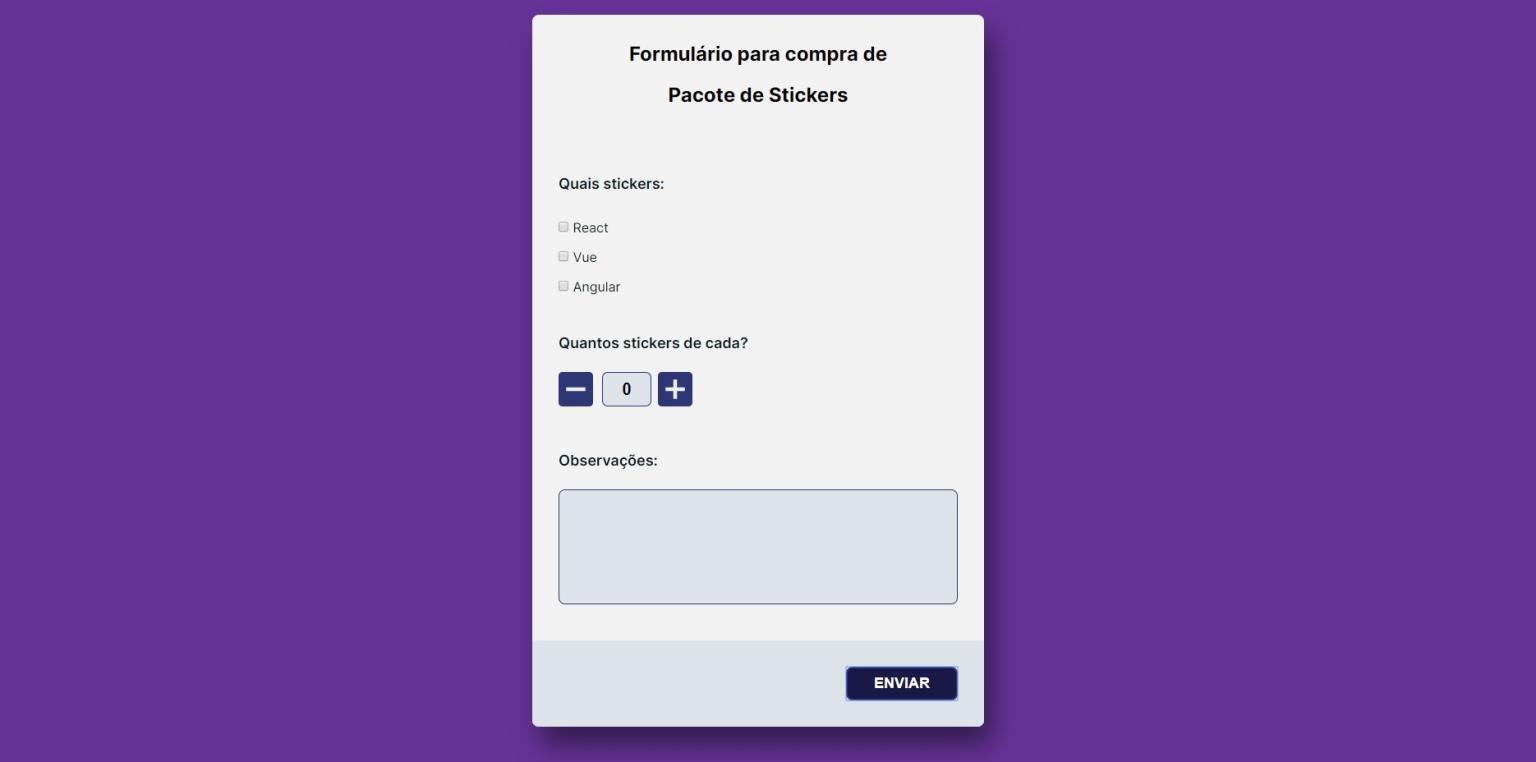 Formulário para compra de
Pacote de Stickers
Quais stickers:
React
Vue
Angular
Quantos stickers de cada?
0
Observações:
ENVIAR